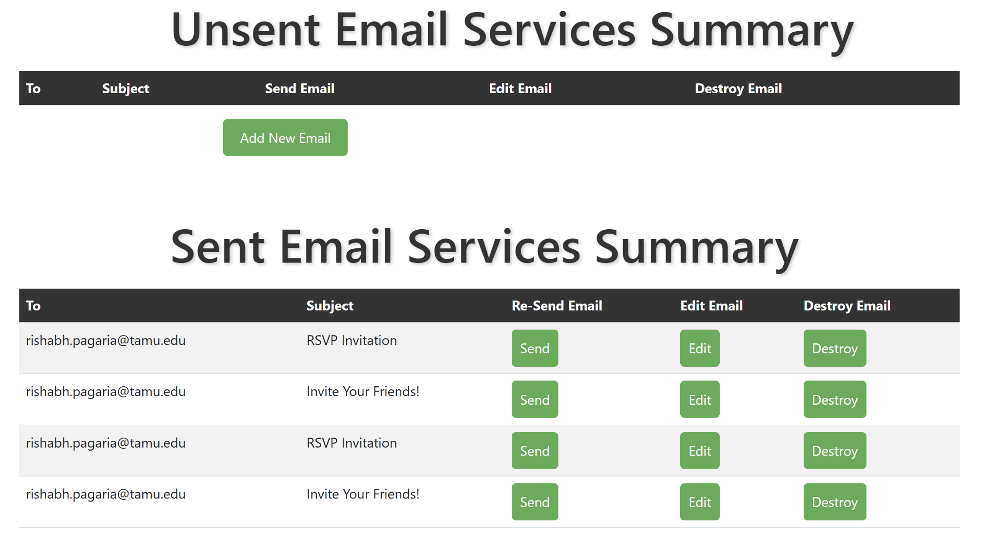 Unsent Email Services Summary
To Subject Send Email Edit Email Destroy Email
Add New Email
Sent Email Services Summary
To Subject Re-Send Email Edit Email Destroy Email
rishabh.pagaria@tamu.edu RSVP Invitation Send Edit Destroy
rishabh.pagaria@tamu.edu Invite Your Friends! Send Edit Destroy
rishabh.pagaria@tamu.edu RSVP Invitation Send Edit Destroy
rishabh.pagaria@tamu.edu Invite Your Friends! Send Edit Destroy